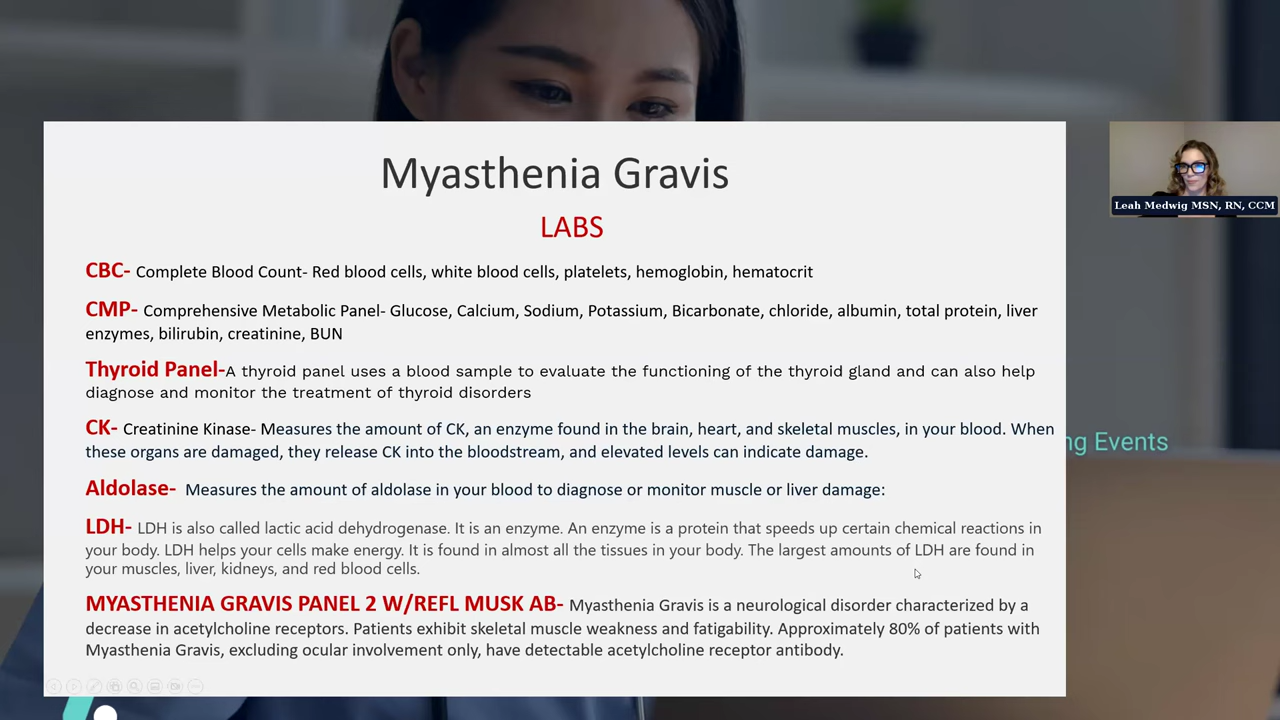 Myasthenia Gravis
LABS
CBC- Complete Blood Count- Red blood cells, white blood cells, platelets, hemoglobin, hematocrit
CMP- Comprehensive Metabolic Panel- Glucose, Calcium, Sodium, Potassium, Bicarbonate, chloride, albumin, total protein, liver
enzymes, bilirubin, creatinine, BUN
Thyroid Panel-A thyroid panel uses a blood sample to evaluate the functioning of the thyroid gland and can also help
diagnose and monitor the treatment of thyroid disorders
CK- Creatinine Kinase- Measures the amount of CK, an enzyme found in the brain, heart, and skeletal muscles, in your blood. When
these organs are damaged, they release CK into the bloodstream, and elevated levels can indicate damage.
Aldolase- Measures the amount of aldolase in your blood to diagnose or monitor muscle or liver damage:
LDH- LDH is also called lactic acid dehydrogenase. It is an enzyme. An enzyme is a protein that speeds up certain chemical reactions in
your body. LDH helps your cells make energy. It is found in almost all the tissues in your body. The largest amounts of LDH are found in
your muscles, liver, kidneys, and red blood cells.
MYASTHENIA GRAVIS PANEL 2 W/REFL MUSK AB- Myasthenia Gravis is a neurological disorder characterized by a
decrease in acetylcholine receptors. Patients exhibit skeletal muscle weakness and fatigability. Approximately 80% of patients with
Myasthenia Gravis, excluding ocular involvement only, have detectable acetylcholine receptor antibody.
Leah Medwig MSN, RN, CCM
ng Events